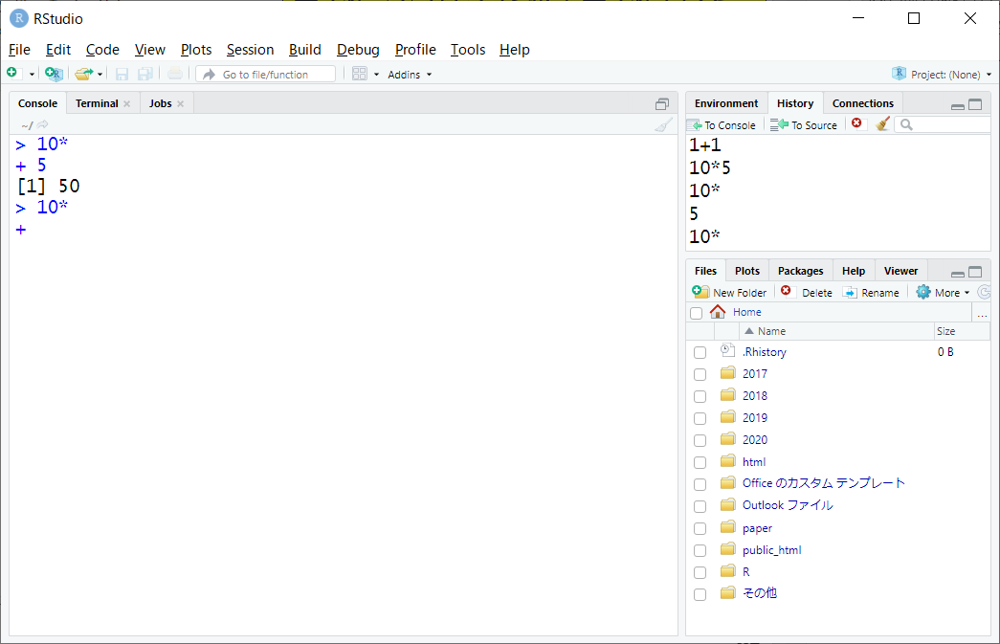 RStudio
File Edit Code View Plots Session Build Debug Profile Tools Help
Go to file/function Addins Project: (None)
Console Terminal Jobs
~/
> 10*
+ 5
[1] 50
> 10*
+
Environment History Connections
To Console To Source
1+1
10*5
10*
5
10*
Files Plots Packages Help Viewer
New Folder Delete Rename More
Home ...
Name Size
.Rhistory 0 B
2017
2018
2019
2020
html
Office のカスタム テンプレート
Outlook ファイル
paper
public_html
R
その他